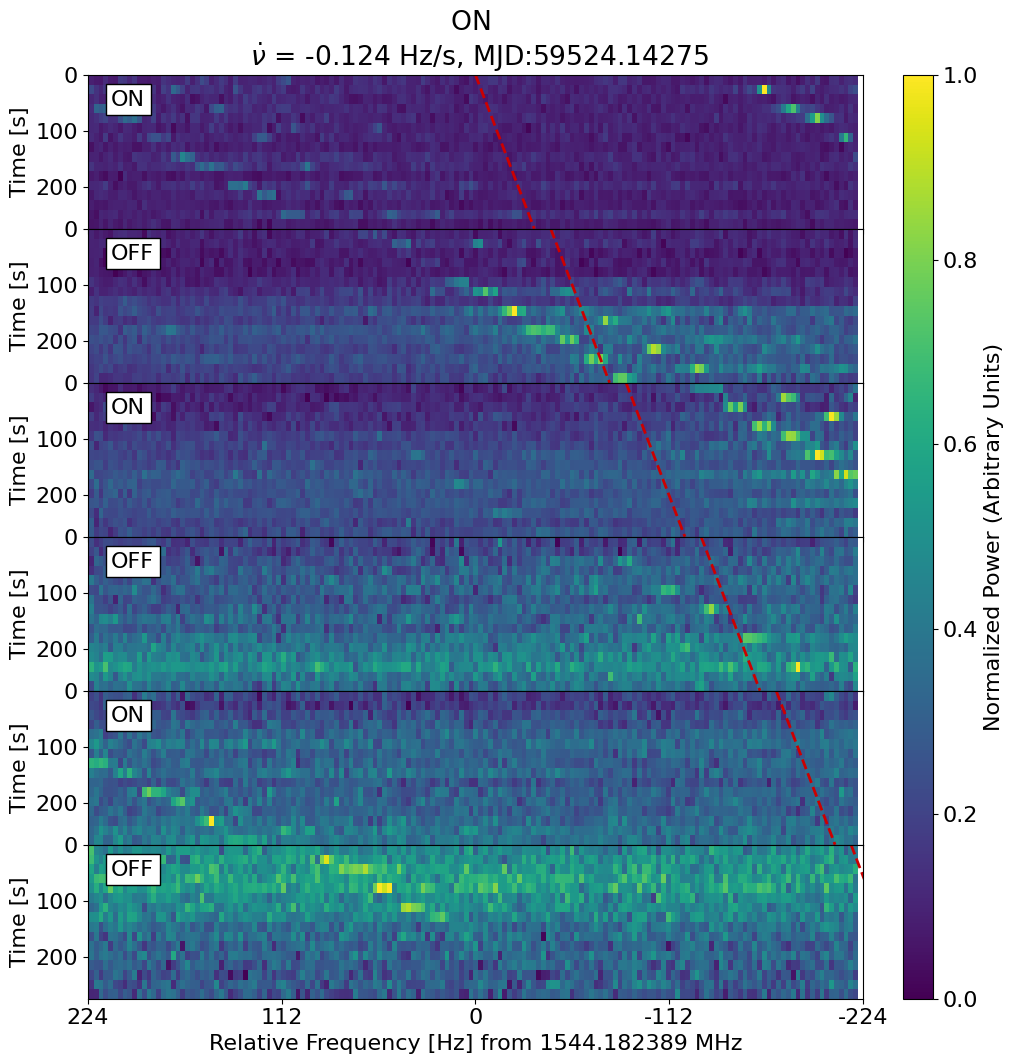 ON
ν̇ = -0.124 Hz/s, MJD:59524.14275
0
ON
100
200
Time [s]
0
OFF
100
200
Time [s]
0
ON
100
200
Time [s]
0
OFF
100
200
Time [s]
0
ON
100
200
Time [s]
0
OFF
100
200
Time [s]
224 112 0 -112 -224
Relative Frequency [Hz] from 1544.182389 MHz
1.0
0.8
0.6
0.4
0.2
0.0
Normalized Power (Arbitrary Units)